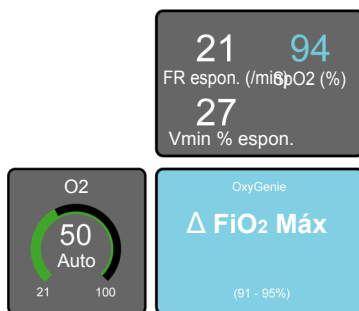 21 94
FR espon. (/min) SpO2 (%)
27
Vmin % espon.
O2
50
Auto
21 100
OxyGenie
Δ FiO₂ Máx
(91 - 95%)